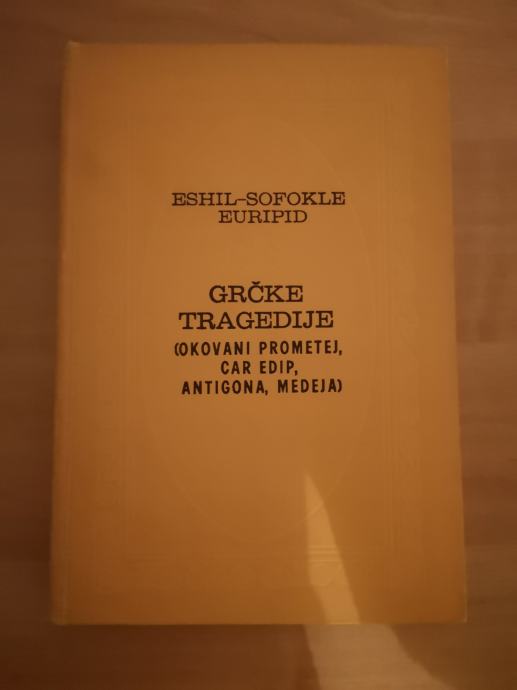 ESHIL-SOFOKLE
EURIPID
GRČKE
TRAGEDIJE
(OKOVANI PROMETEJ,
CAR EDIP,
ANTIGONA, MEDEJA)